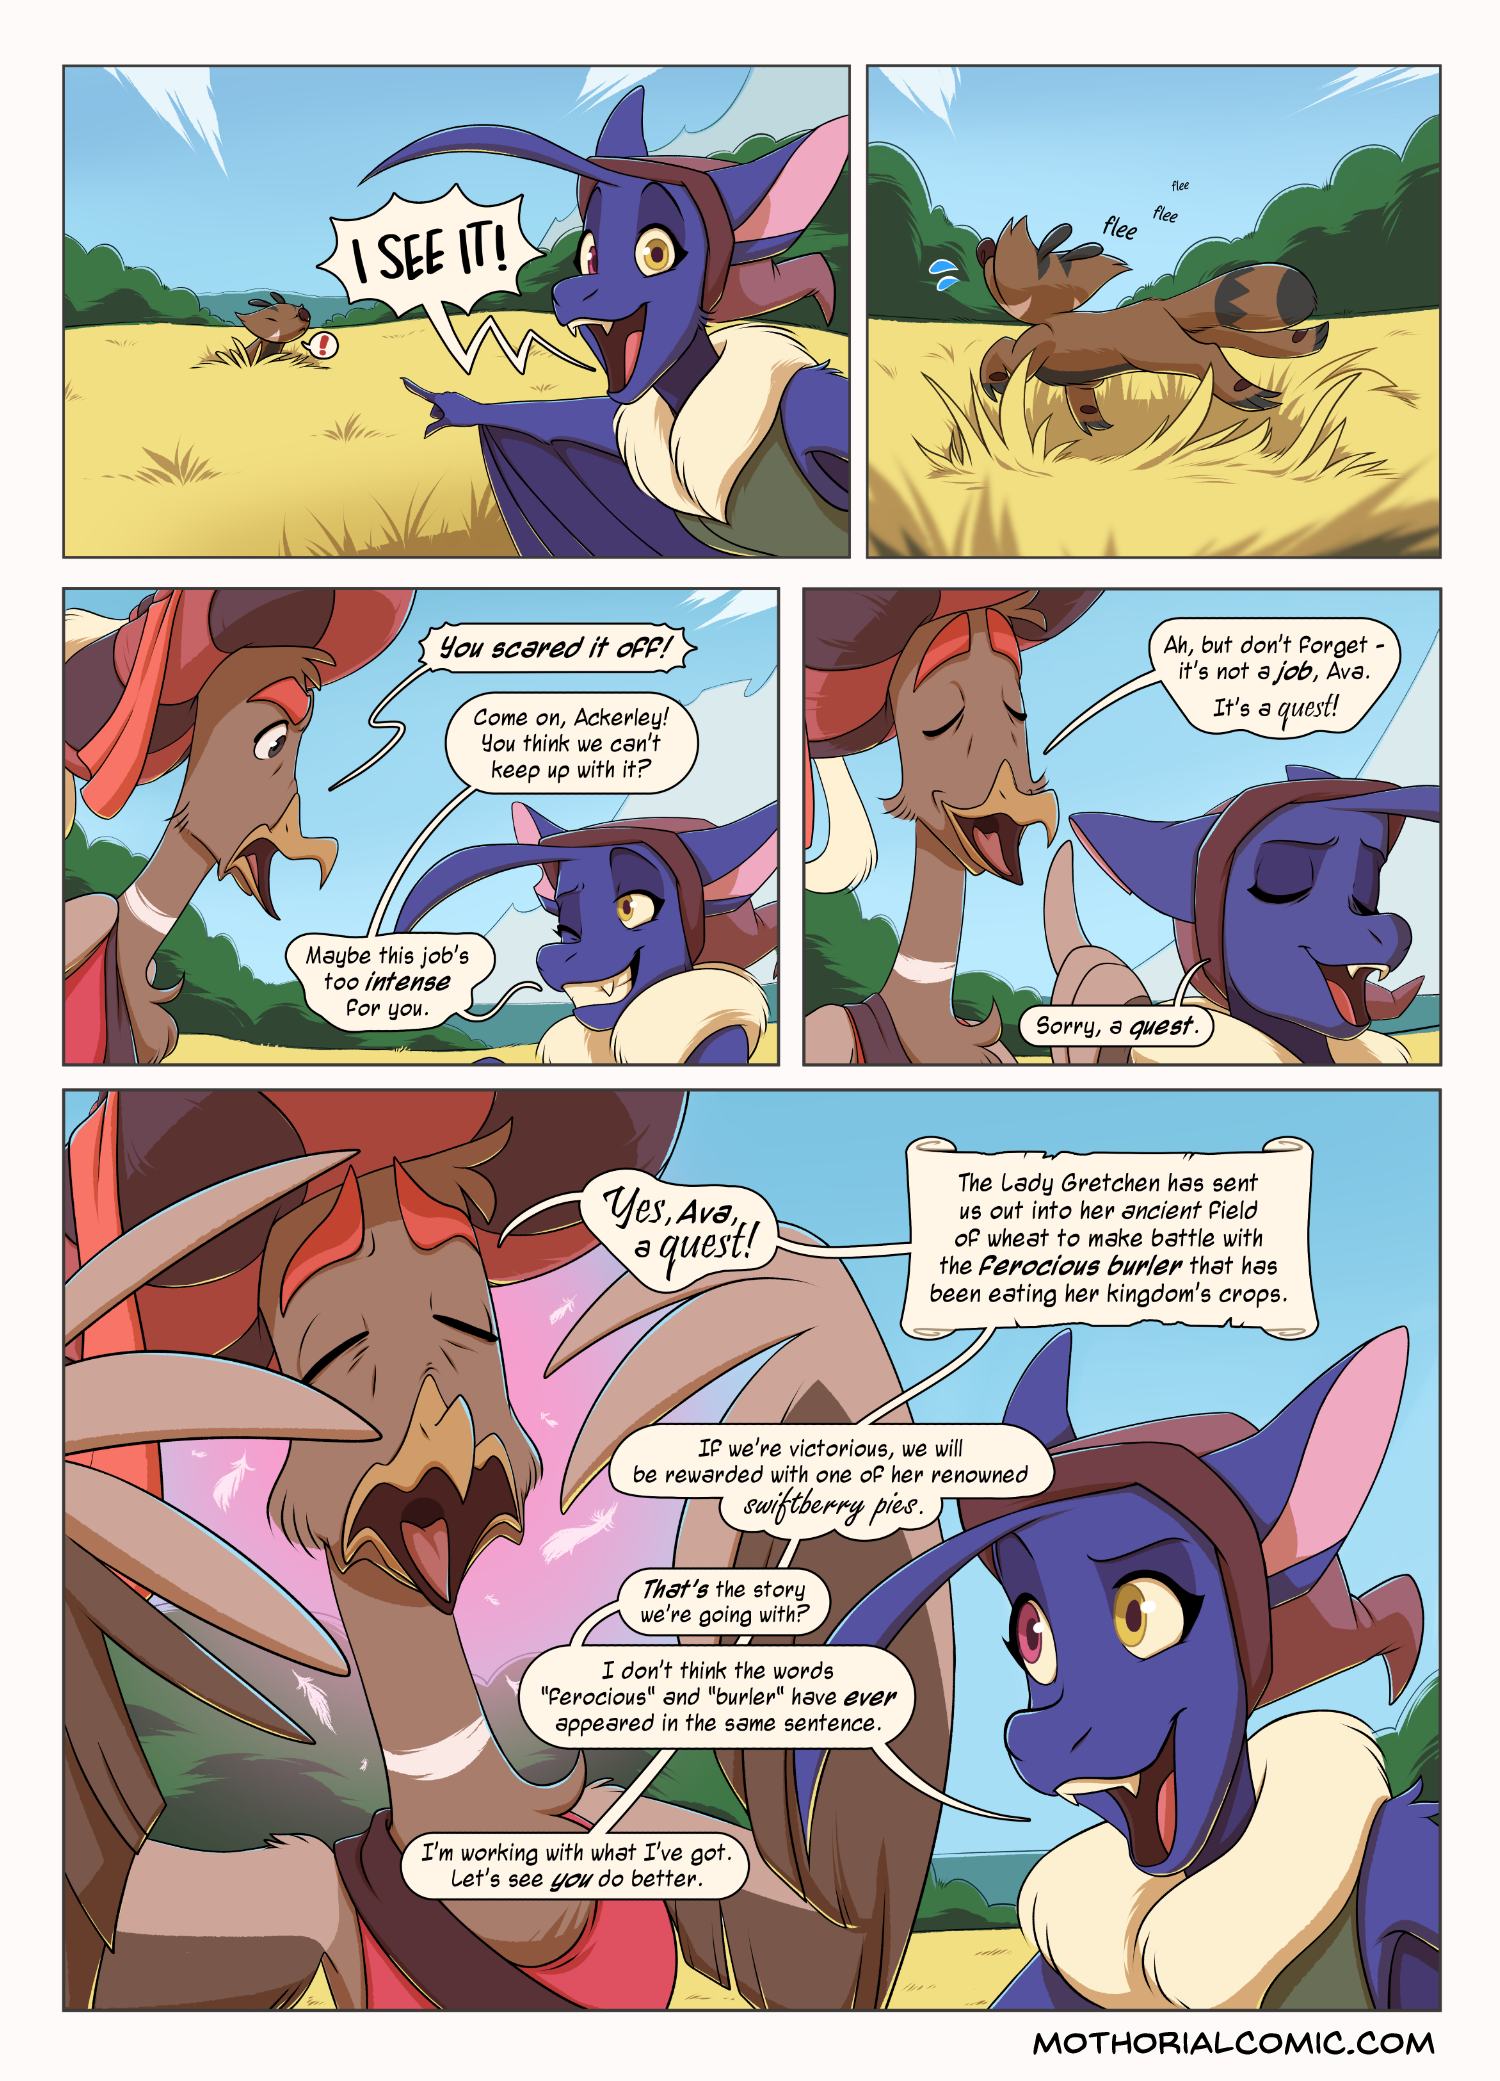 I SEE IT!
!
flee
flee
flee
You scared it off!
Come on, Ackerley!
You think we can't
keep up with it?
Maybe this job's
too intense
for you.
Ah, but don't forget -
it's not a job, Ava.
It's a quest!
Sorry, a quest.
Yes, Ava,
a quest!
The Lady Gretchen has sent
us out into her ancient field
of wheat to make battle with
the ferocious burler that has
been eating her kingdom's crops.
If we're victorious, we will
be rewarded with one of her renowned
swiftberry pies.
That's the story
we're going with?
I don't think the words
"ferocious" and "burler" have ever
appeared in the same sentence.
I'm working with what I've got.
Let's see you do better.
MOTHORIALCOMIC.COM